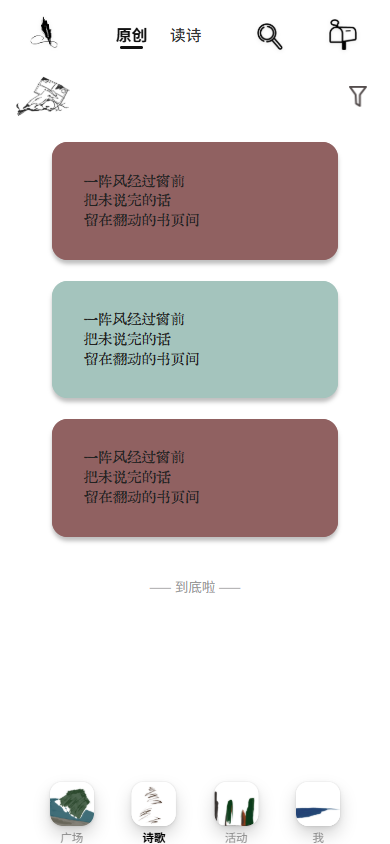 原创 读诗
一阵风经过窗前
把未说完的话
留在翻动的书页间
一阵风经过窗前
把未说完的话
留在翻动的书页间
一阵风经过窗前
把未说完的话
留在翻动的书页间
—— 到底啦 ——
广场 诗歌 活动 我